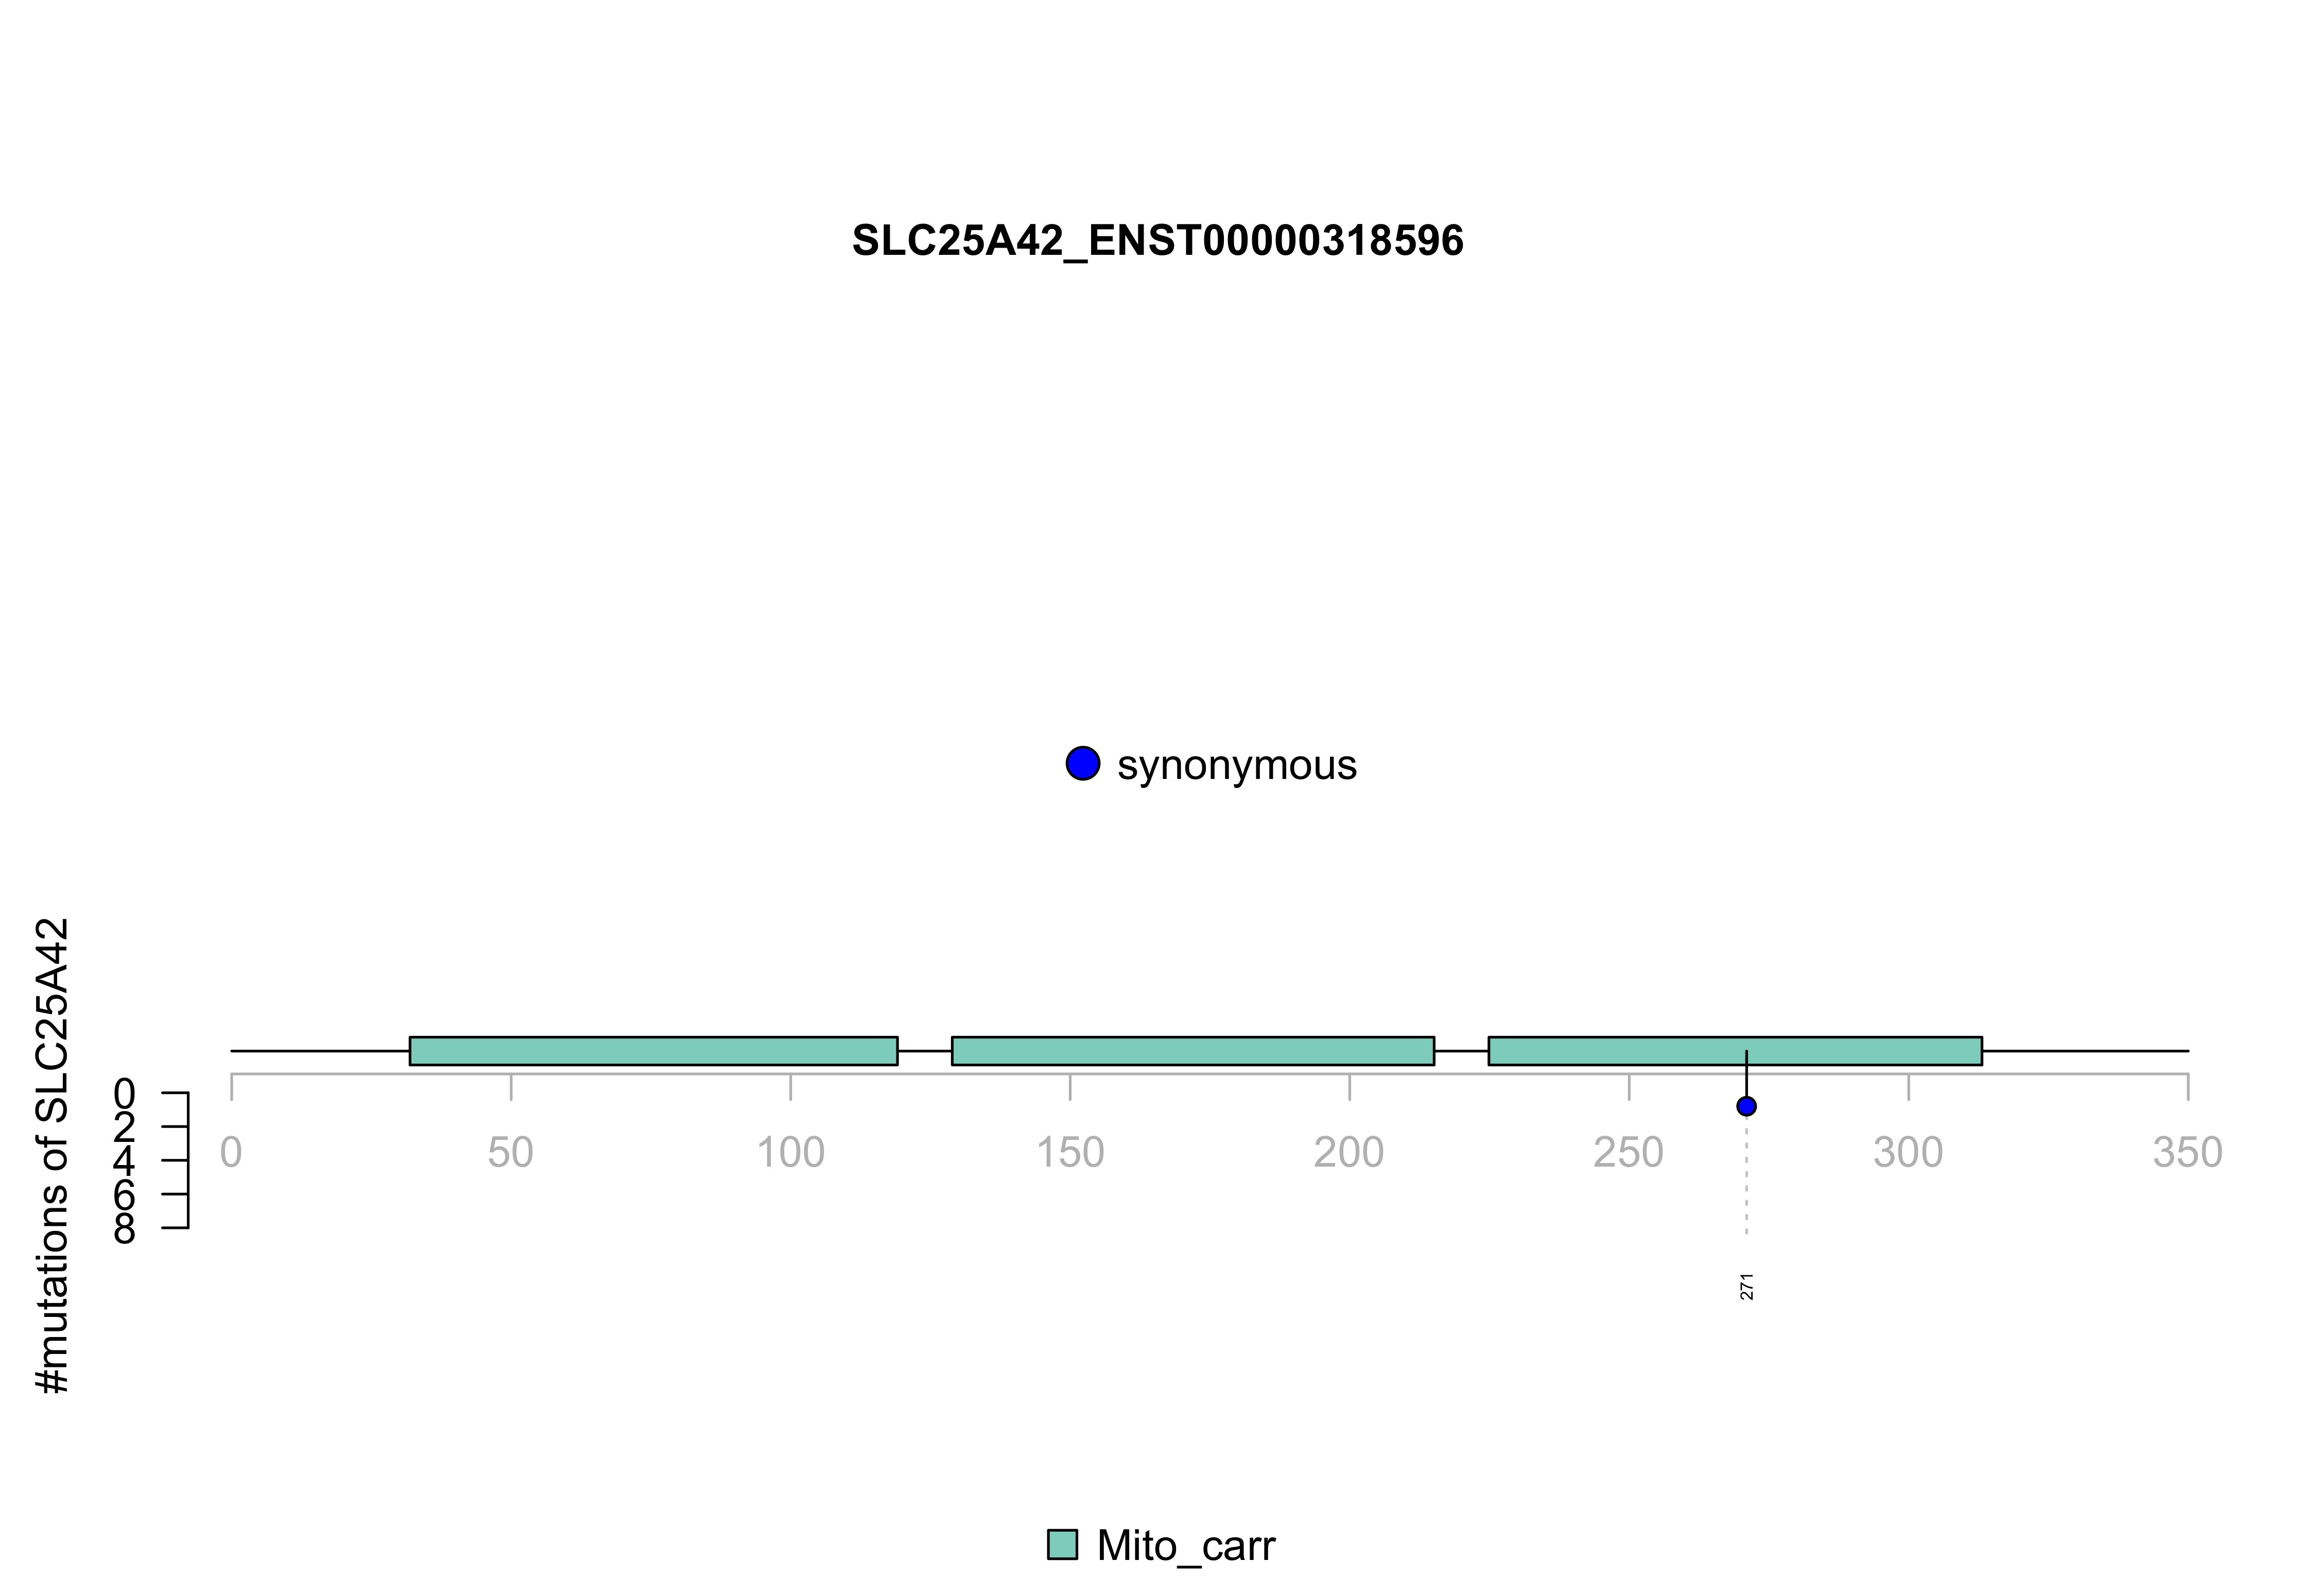 SLC25A42_ENST00000318596
synonymous
#mutations of SLC25A42
0
2
4
6
8
0 50 100 150 200 250 300 350
271
Mito_carr